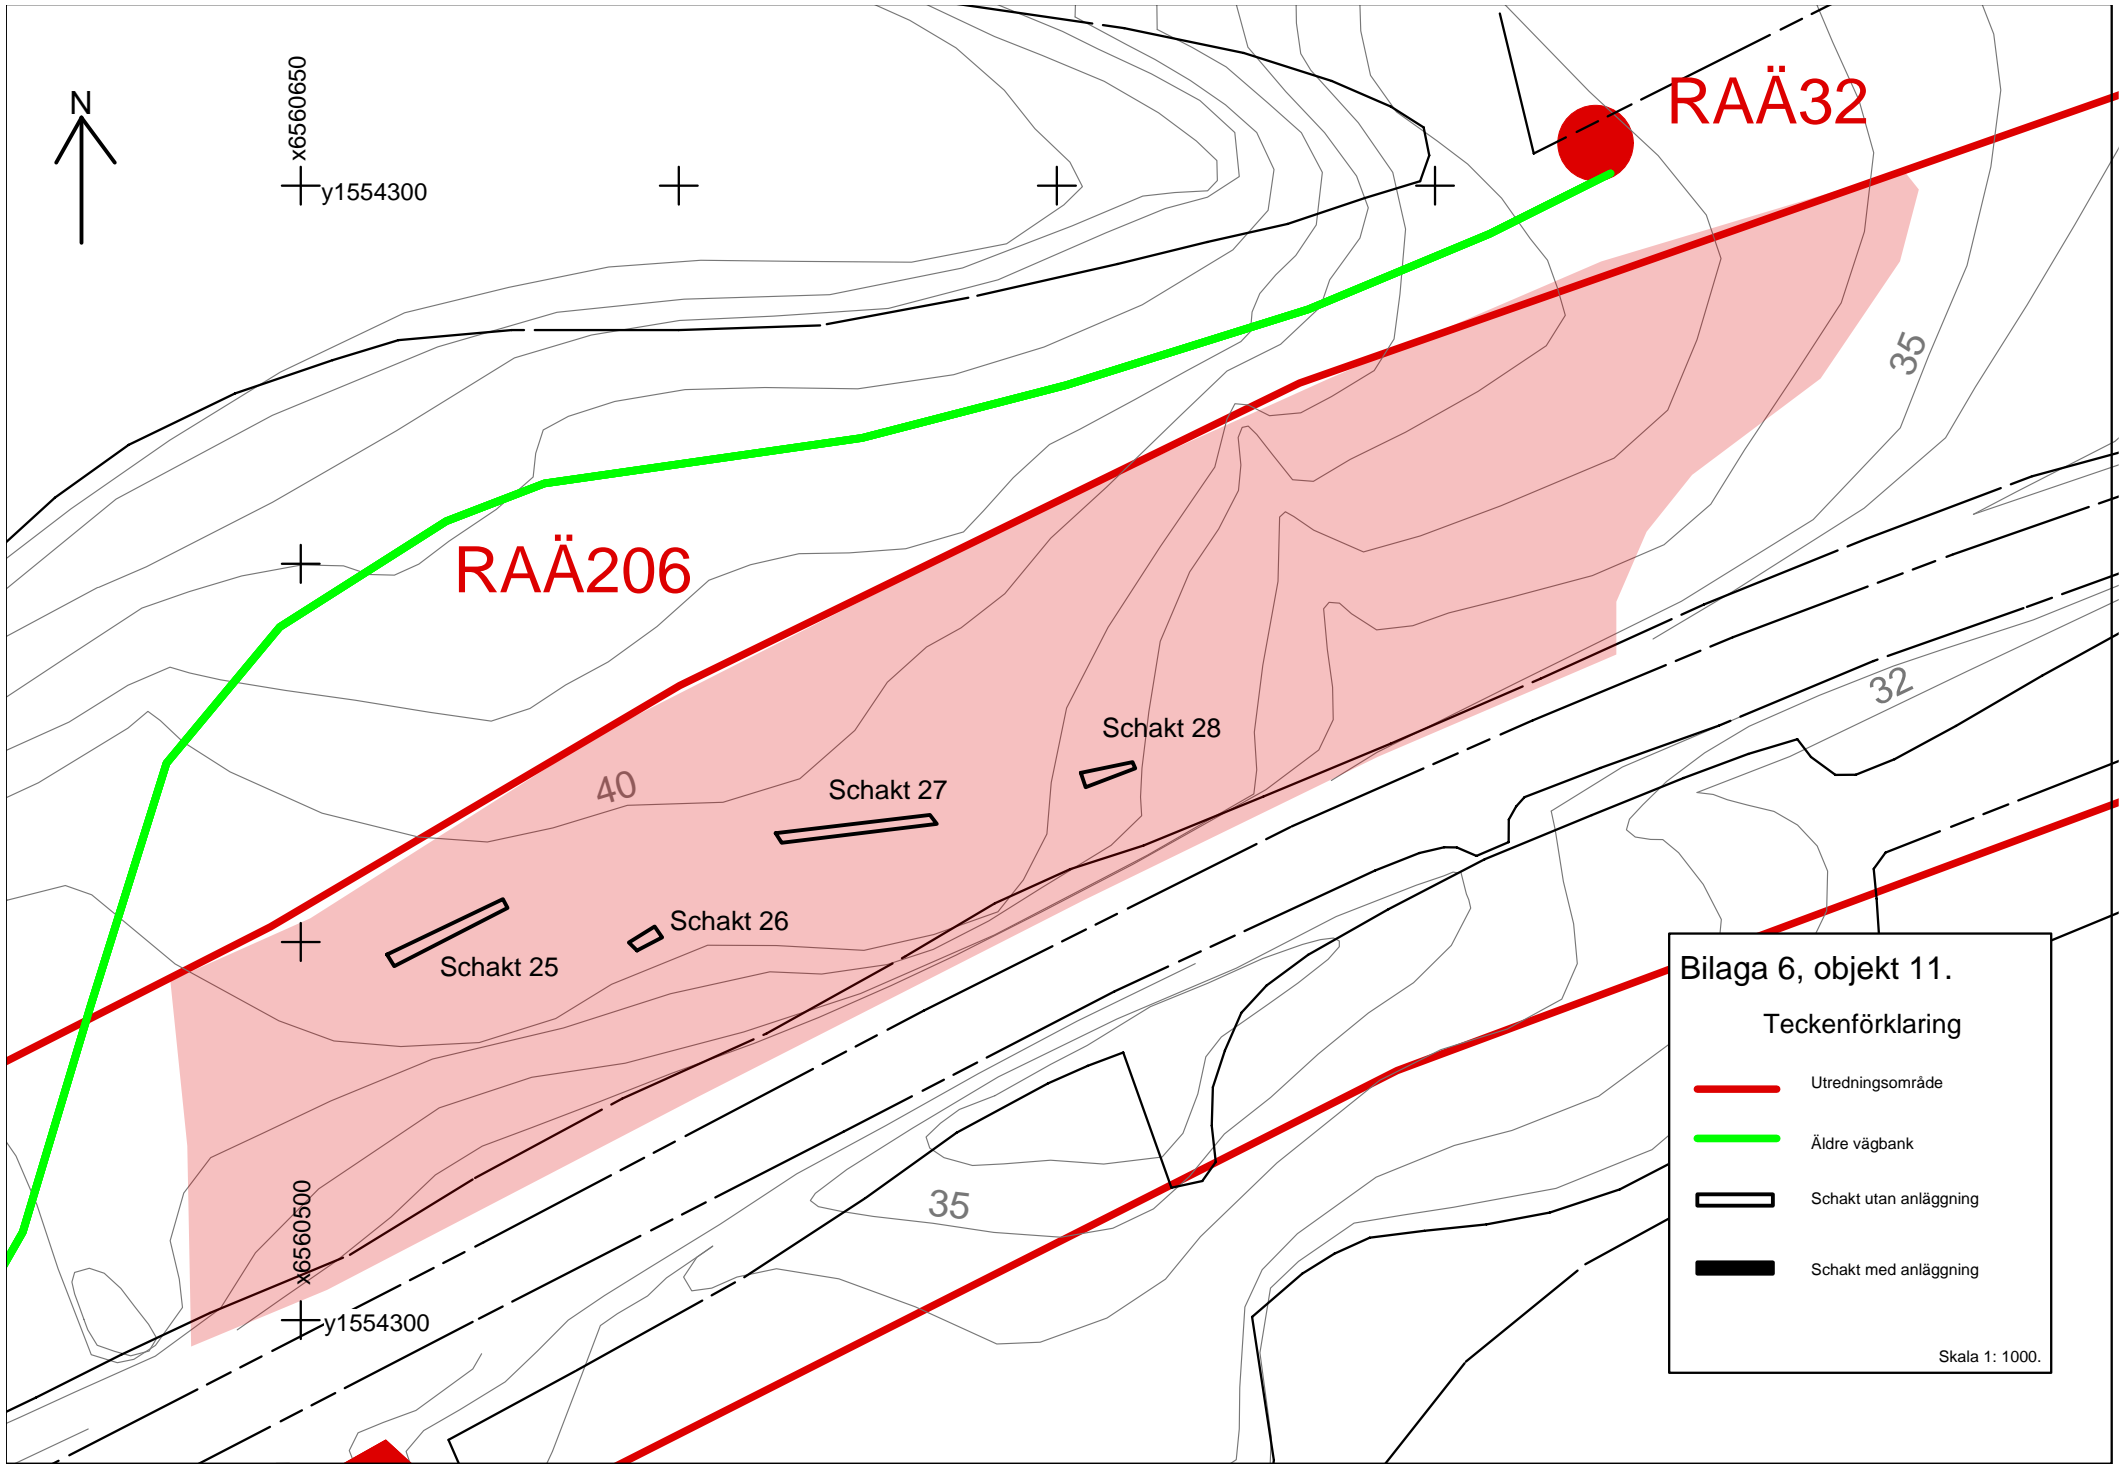 N
x6560650
y1554300
RAÄ32
35
RAÄ206
32
40
Schakt 28
Schakt 27
Schakt 26
Schakt 25
35
x6560500
y1554300
Bilaga 6, objekt 11.
Teckenförklaring
Utredningsområde
Äldre vägbank
Schakt utan anläggning
Schakt med anläggning
Skala 1: 1000.